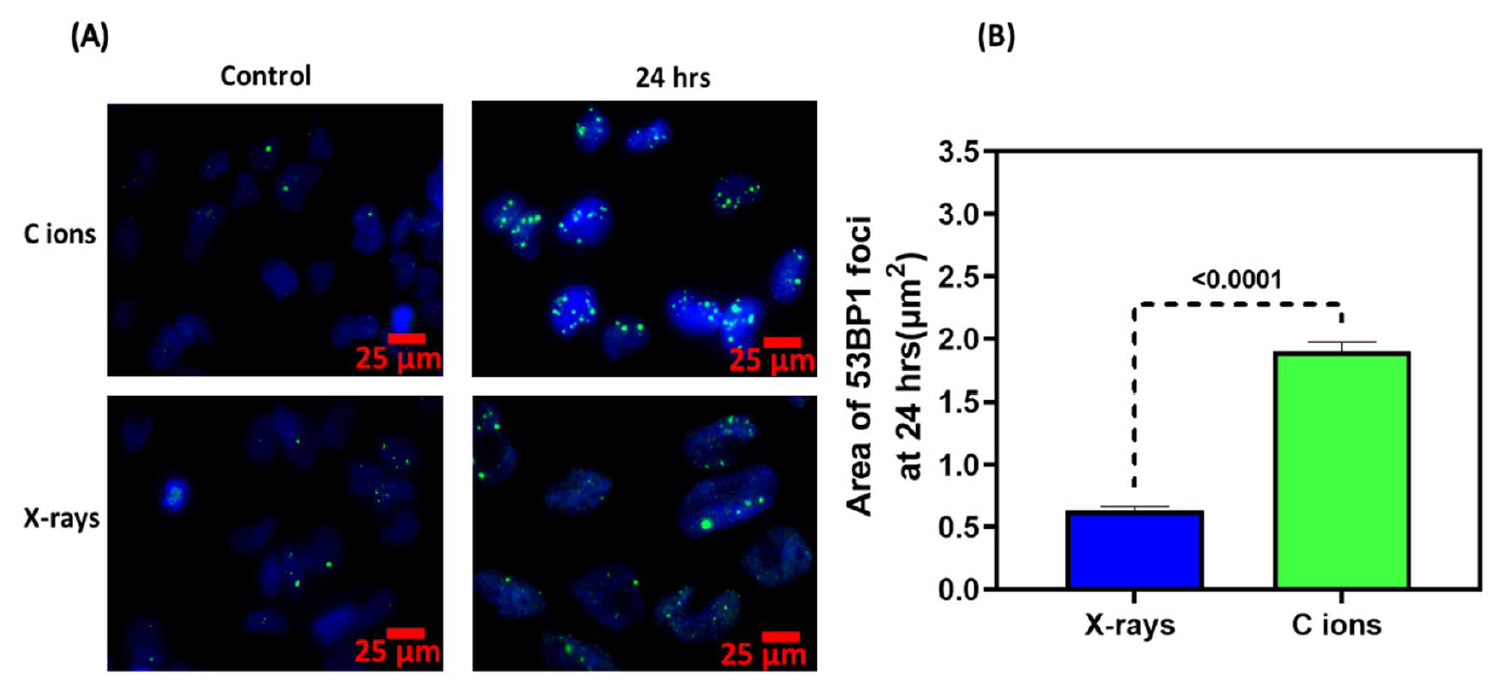 (A)
Control
24 hrs
C ions
25 μm
25 μm
X-rays
25 μm
25 μm
(B)
Area of 53BP1 foci
at 24 hrs(μm²)
3.5
3.0
2.5
2.0
1.5
1.0
0.5
0.0
<0.0001
X-rays
C ions